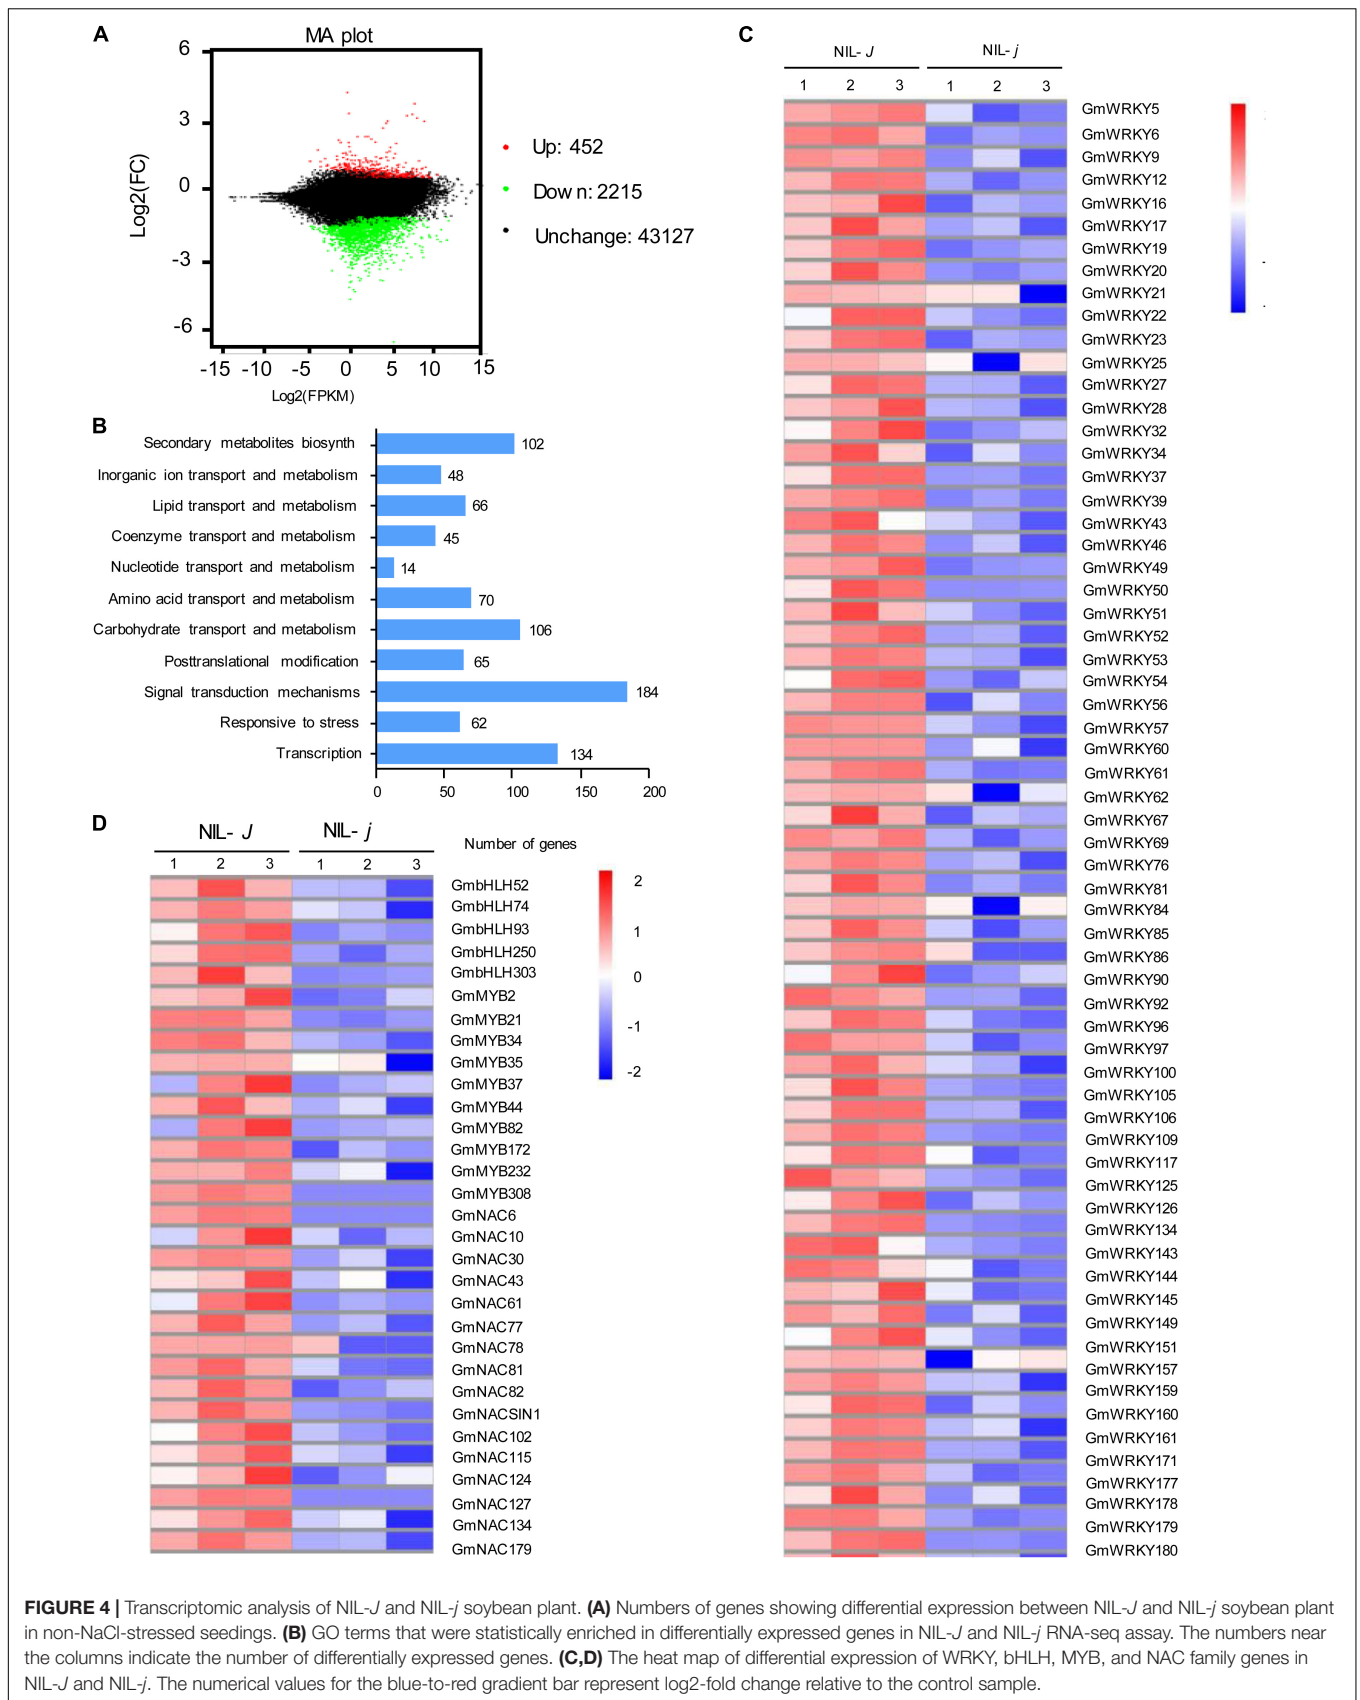 A
MA plot
6
3
0
-3
-6
Log2(FC)
-15 -10 -5 0 5 10 15
Log2(FPKM)
Up: 452
Down: 2215
Unchange: 43127
B
Secondary metabolites biosynth 102
Inorganic ion transport and metabolism 48
Lipid transport and metabolism 66
Coenzyme transport and metabolism 45
Nucleotide transport and metabolism 14
Amino acid transport and metabolism 70
Carbohydrate transport and metabolism 106
Posttranslational modification 65
Signal transduction mechanisms 184
Responsive to stress 62
Transcription 134
0 50 100 150 200
Number of genes
C
NIL- J NIL- j
1 2 3 1 2 3
GmWRKY5
GmWRKY6
GmWRKY9
GmWRKY12
GmWRKY16
GmWRKY17
GmWRKY19
GmWRKY20
GmWRKY21
GmWRKY22
GmWRKY23
GmWRKY25
GmWRKY27
GmWRKY28
GmWRKY32
GmWRKY34
GmWRKY37
GmWRKY39
GmWRKY43
GmWRKY46
GmWRKY49
GmWRKY50
GmWRKY51
GmWRKY52
GmWRKY53
GmWRKY54
GmWRKY56
GmWRKY57
GmWRKY60
GmWRKY61
GmWRKY62
GmWRKY67
GmWRKY69
GmWRKY76
GmWRKY81
GmWRKY84
GmWRKY85
GmWRKY86
GmWRKY90
GmWRKY92
GmWRKY96
GmWRKY97
GmWRKY100
GmWRKY105
GmWRKY106
GmWRKY109
GmWRKY117
GmWRKY125
GmWRKY126
GmWRKY134
GmWRKY143
GmWRKY144
GmWRKY145
GmWRKY149
GmWRKY151
GmWRKY157
GmWRKY159
GmWRKY160
GmWRKY161
GmWRKY171
GmWRKY177
GmWRKY178
GmWRKY179
GmWRKY180
D
NIL- J NIL- j
1 2 3 1 2 3
GmbHLH52
GmbHLH74
GmbHLH93
GmbHLH250
GmbHLH303
GmMYB2
GmMYB21
GmMYB34
GmMYB35
GmMYB37
GmMYB44
GmMYB82
GmMYB172
GmMYB232
GmMYB308
GmNAC6
GmNAC10
GmNAC30
GmNAC43
GmNAC61
GmNAC77
GmNAC78
GmNAC81
GmNAC82
GmNACSIN1
GmNAC102
GmNAC115
GmNAC124
GmNAC127
GmNAC134
GmNAC179
2
1
0
-1
-2
FIGURE 4 | Transcriptomic analysis of NIL-J and NIL-j soybean plant. (A) Numbers of genes showing differential expression between NIL-J and NIL-j soybean plant
in non-NaCl-stressed seedings. (B) GO terms that were statistically enriched in differentially expressed genes in NIL-J and NIL-j RNA-seq assay. The numbers near
the columns indicate the number of differentially expressed genes. (C,D) The heat map of differential expression of WRKY, bHLH, MYB, and NAC family genes in
NIL-J and NIL-j. The numerical values for the blue-to-red gradient bar represent log2-fold change relative to the control sample.